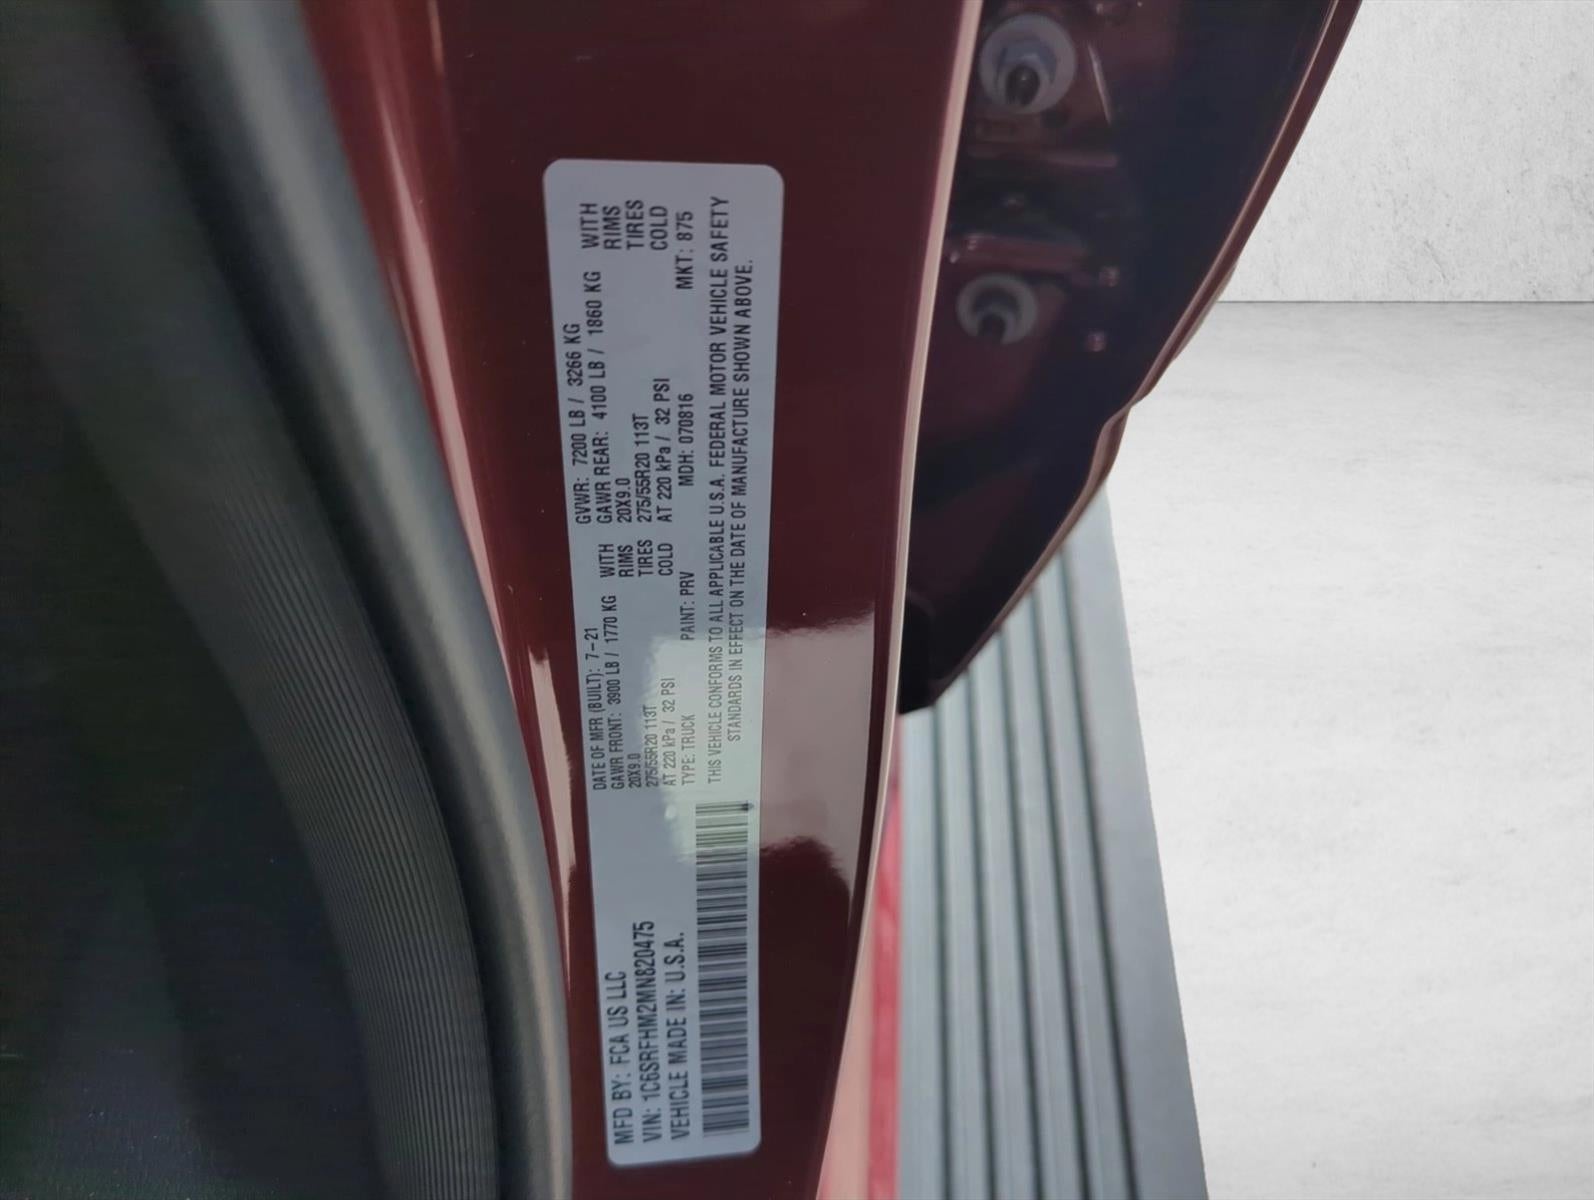 MFD BY: FCA US LLC
VIN: 1C6SRFHM2MN820475
VEHICLE MADE IN: U.S.A.
DATE OF MFR (BUILT): 7-21 GVWR: 7200 LB / 3266 KG
GAWR FRONT: 3900 LB / 1770 KG WITH GAWR REAR: 4100 LB / 1860 KG WITH
20X9.0 RIMS 20X9.0 RIMS
275/55R20 113T TIRES 275/55R20 113T TIRES
AT 220 kPa / 32 PSI COLD AT 220 kPa / 32 PSI COLD
TYPE: TRUCK PAINT: PRV MDH: 070816 MKT: 875
THIS VEHICLE CONFORMS TO ALL APPLICABLE U.S.A. FEDERAL MOTOR VEHICLE SAFETY
STANDARDS IN EFFECT ON THE DATE OF MANUFACTURE SHOWN ABOVE.